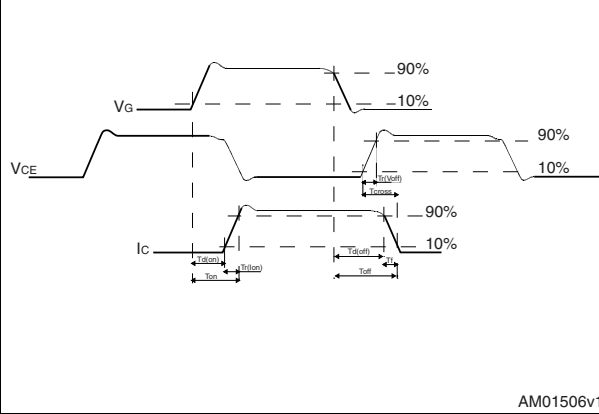 90%
VG
10%
90%
VCE
10%
Tr(Voff)
Tcross
90%
IC
10%
Td(on)
Td(off)
Tf
Tr(Ion)
Ton
Toff
AM01506v1